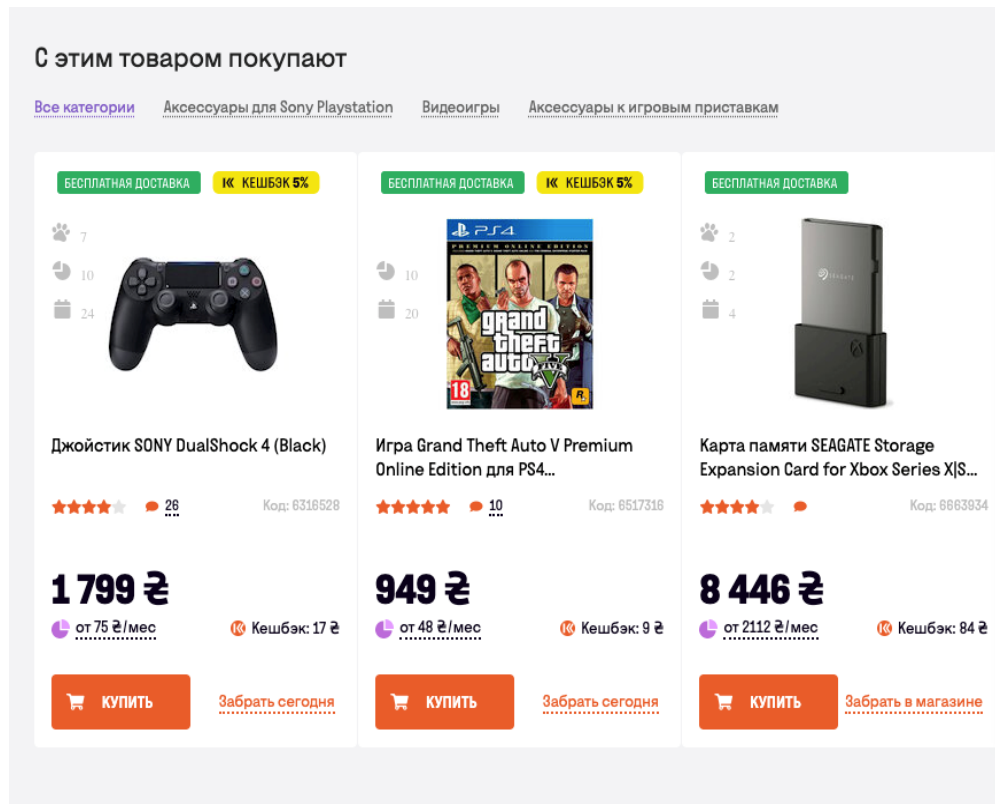 С этим товаром покупают
Все категории Аксессуары для Sony Playstation Видеоигры Аксессуары к игровым приставкам
БЕСПЛАТНАЯ ДОСТАВКА КЕШБЭК 5%
7
10
24
Джойстик SONY DualShock 4 (Black)
26 Код: 6316528
1 799 ₴
от 75 ₴/мес Кешбэк: 17 ₴
КУПИТЬ Забрать сегодня
БЕСПЛАТНАЯ ДОСТАВКА КЕШБЭК 5%
10
20
PS4
PREMIUM ONLINE EDITION
grand
theft
auto
FIVE
18
R
Игра Grand Theft Auto V Premium
Online Edition для PS4...
10 Код: 6517316
949 ₴
от 48 ₴/мес Кешбэк: 9 ₴
КУПИТЬ Забрать сегодня
БЕСПЛАТНАЯ ДОСТАВКА
2
2
4
SEAGATE
Карта памяти SEAGATE Storage
Expansion Card for Xbox Series X|S...
Код: 6663934
8 446 ₴
от 2112 ₴/мес Кешбэк: 84 ₴
КУПИТЬ Забрать в магазине